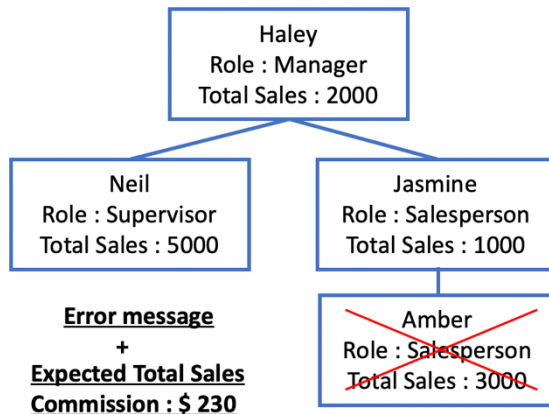 Haley
Role : Manager
Total Sales : 2000
Neil
Role : Supervisor
Total Sales : 5000
Jasmine
Role : Salesperson
Total Sales : 1000
Error message
+
Expected Total Sales
Commission : $ 230
Amber
Role : Salesperson
Total Sales : 3000